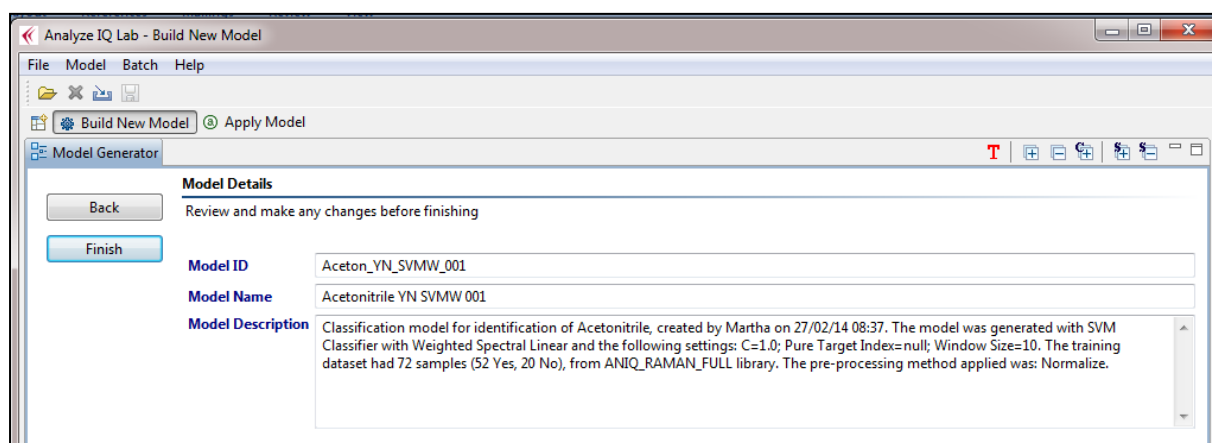 Analyze IQ Lab - Build New Model
File Model Batch Help
Build New Model Apply Model
Model Generator
T
Model Details
Back
Review and make any changes before finishing
Finish
Model ID
Aceton_YN_SVMW_001
Model Name
Acetonitrile YN SVMW 001
Model Description
Classification model for identification of Acetonitrile, created by Martha on 27/02/14 08:37. The model was generated with SVM
Classifier with Weighted Spectral Linear and the following settings: C=1.0; Pure Target Index=null; Window Size=10. The training
dataset had 72 samples (52 Yes, 20 No), from ANIQ_RAMAN_FULL library. The pre-processing method applied was: Normalize.